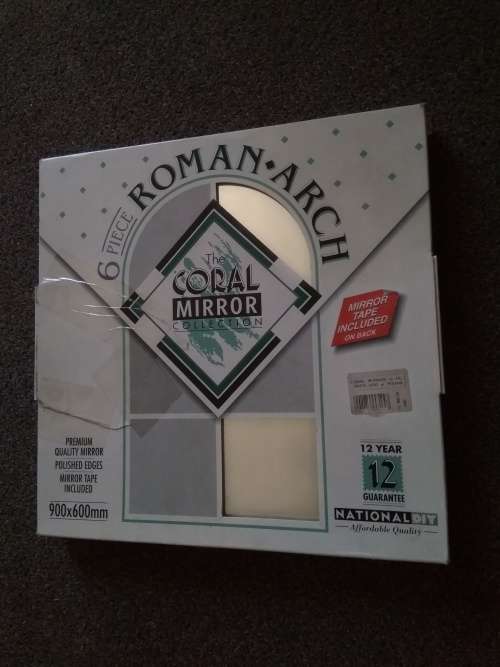 6 PIECE
ROMAN•ARCH
The
CORAL
MIRROR
COLLECTION
MIRROR
TAPE
INCLUDED
ON BACK
PREMIUM
QUALITY MIRROR
POLISHED EDGES
MIRROR TAPE
INCLUDED
900x600mm
12 YEAR
12
GUARANTEE
NATIONAL DIY
Affordable Quality